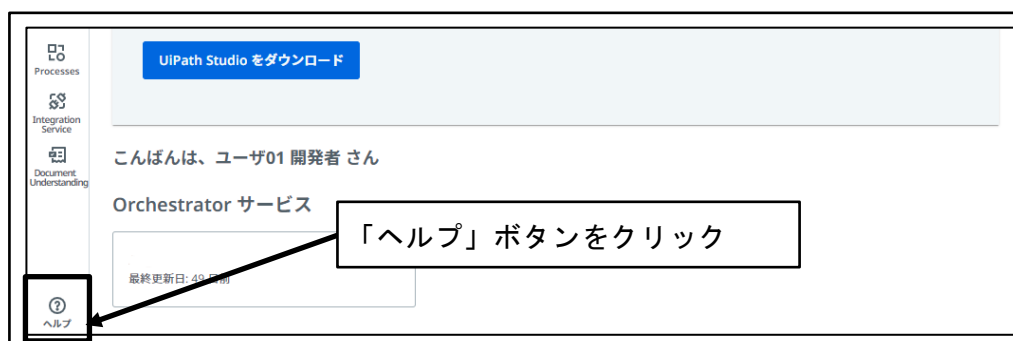 Processes
UiPath Studio をダウンロード
Integration
Service
Document
Understanding
こんばんは、ユーザ01 開発者 さん
Orchestrator サービス
「ヘルプ」ボタンをクリック
最終更新日: 49 日前
ヘルプ